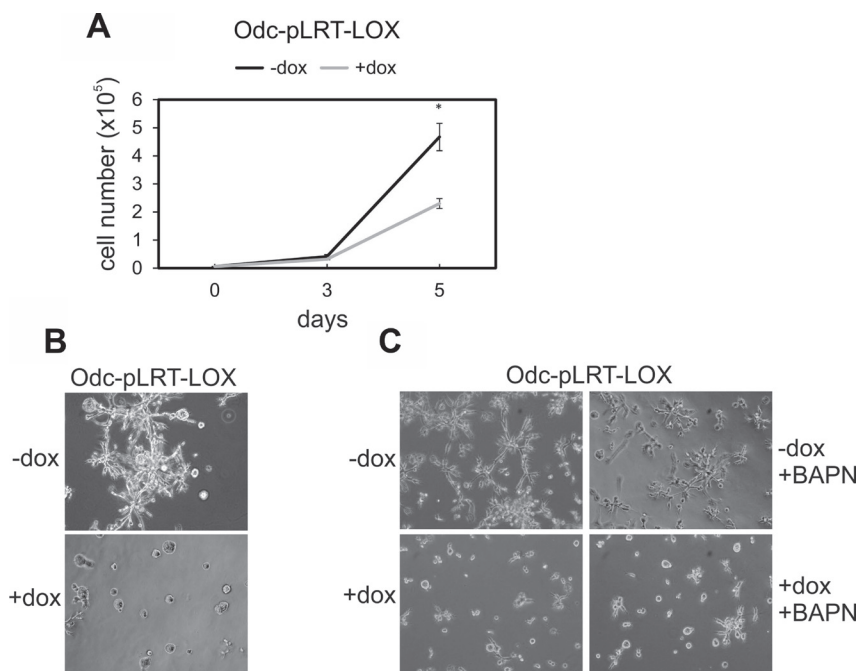 A
Odc-pLRT-LOX
-dox +dox
cell number (x10⁵)
6
5
4
3
2
1
0
*
0 3 5
days
B
Odc-pLRT-LOX
-dox
+dox
C
Odc-pLRT-LOX
-dox
-dox
+BAPN
+dox
+dox
+BAPN